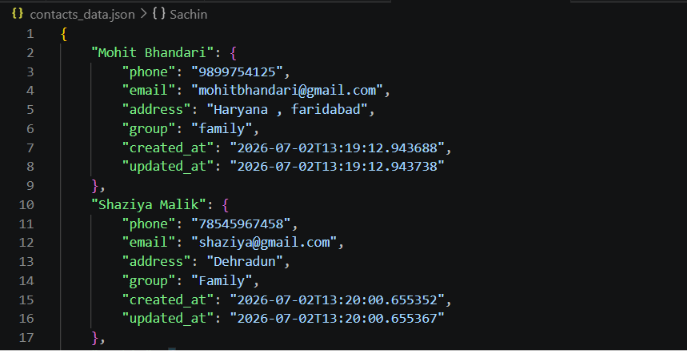 {} contacts_data.json > {} Sachin
1 {
2 "Mohit Bhandari": {
3 "phone": "9899754125",
4 "email": "mohitbhandari@gmail.com",
5 "address": "Haryana , faridabad",
6 "group": "family",
7 "created_at": "2026-07-02T13:19:12.943688",
8 "updated_at": "2026-07-02T13:19:12.943738"
9 },
10 "Shaziya Malik": {
11 "phone": "78545967458",
12 "email": "shaziya@gmail.com",
13 "address": "Dehradun",
14 "group": "Family",
15 "created_at": "2026-07-02T13:20:00.655352",
16 "updated_at": "2026-07-02T13:20:00.655367"
17 },